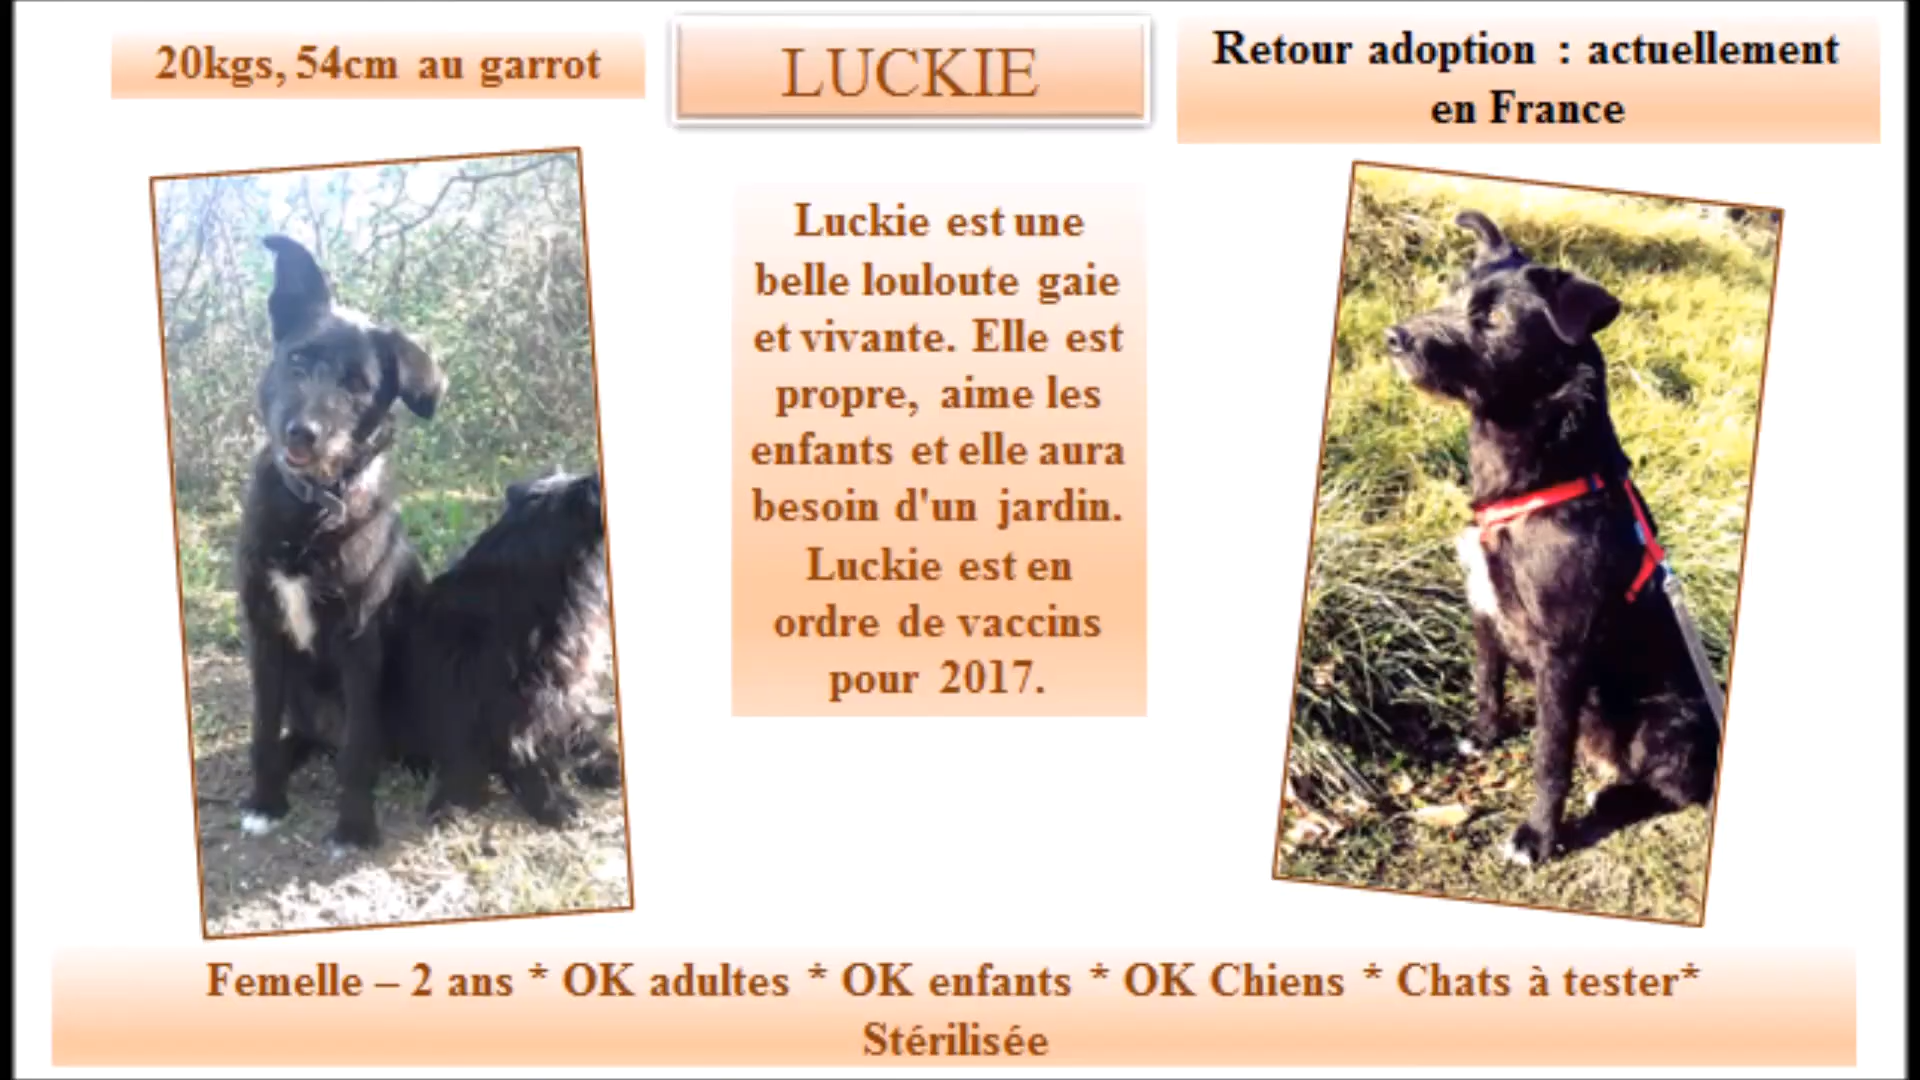 20kgs, 54cm au garrot
LUCKIE
Retour adoption : actuellement
en France
Luckie est une
belle louloute gaie
et vivante. Elle est
propre, aime les
enfants et elle aura
besoin d'un jardin.
Luckie est en
ordre de vaccins
pour 2017.
Femelle – 2 ans * OK adultes * OK enfants * OK Chiens * Chats à tester*
Stérilisée